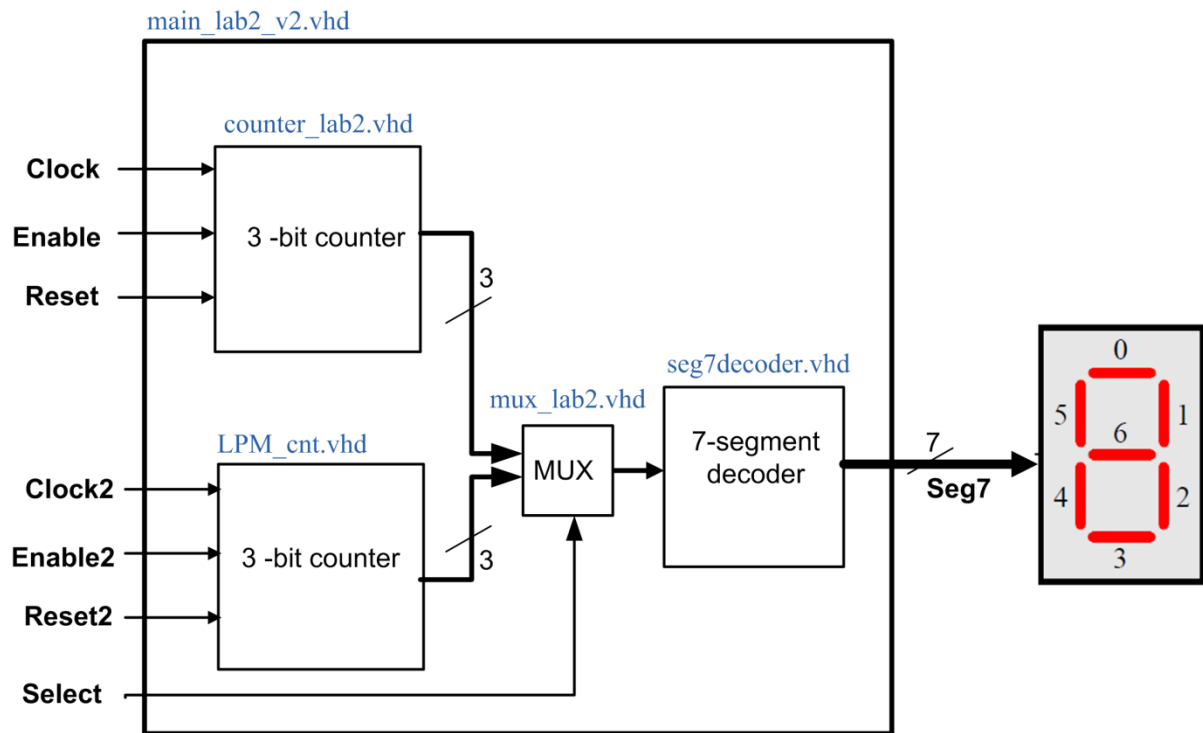 main_lab2_v2.vhd
counter_lab2.vhd
Clock
Enable
Reset
3 -bit counter
3
LPM_cnt.vhd
Clock2
Enable2
Reset2
3 -bit counter
3
Select
mux_lab2.vhd
MUX
seg7decoder.vhd
7-segment
decoder
7
Seg7
0
5
1
6
4
2
3